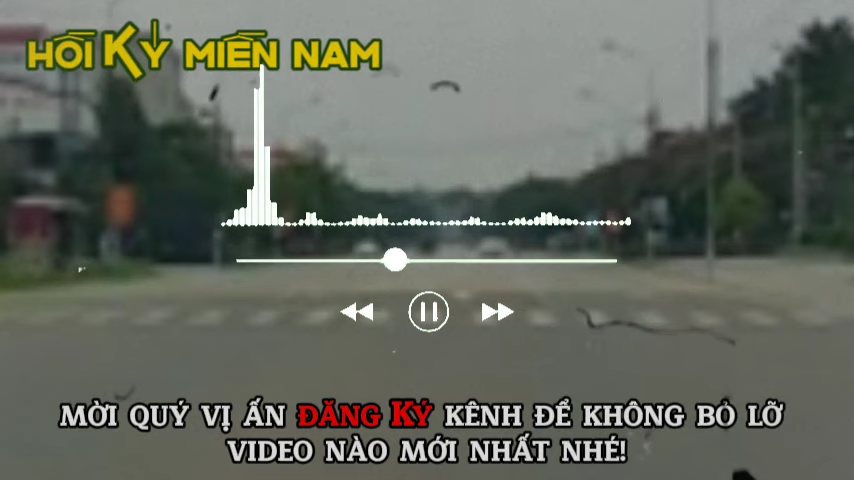 HỒI KÝ MIỀN NAM
MỜI QUÝ VỊ ẤN ĐĂNG KÝ KÊNH ĐỂ KHÔNG BỎ LỠ
VIDEO NÀO MỚI NHẤT NHÉ!